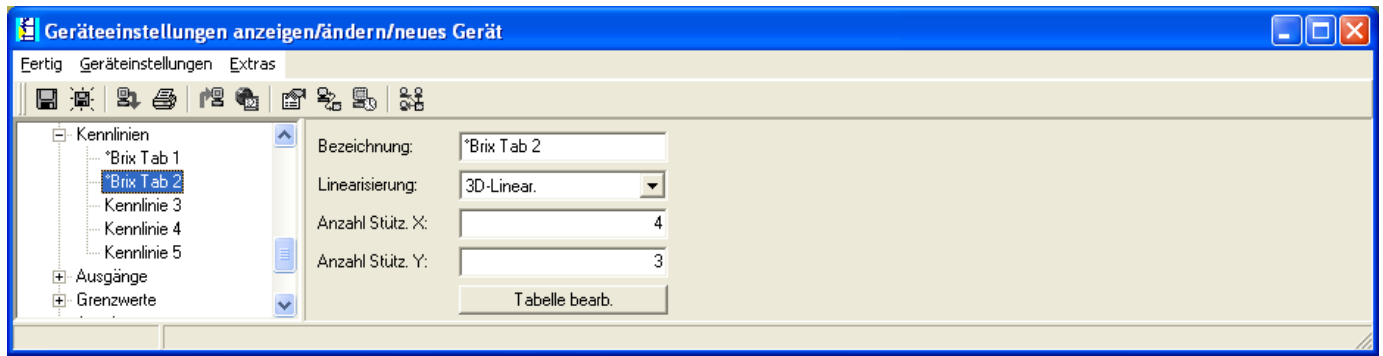 Geräteeinstellungen anzeigen/ändern/neues Gerät
Fertig Geräteeinstellungen Extras
Kennlinien
°Brix Tab 1
°Brix Tab 2
Kennlinie 3
Kennlinie 4
Kennlinie 5
Ausgänge
Grenzwerte
Bezeichnung: °Brix Tab 2
Linearisierung: 3D-Linear.
Anzahl Stütz. X: 4
Anzahl Stütz. Y: 3
Tabelle bearb.